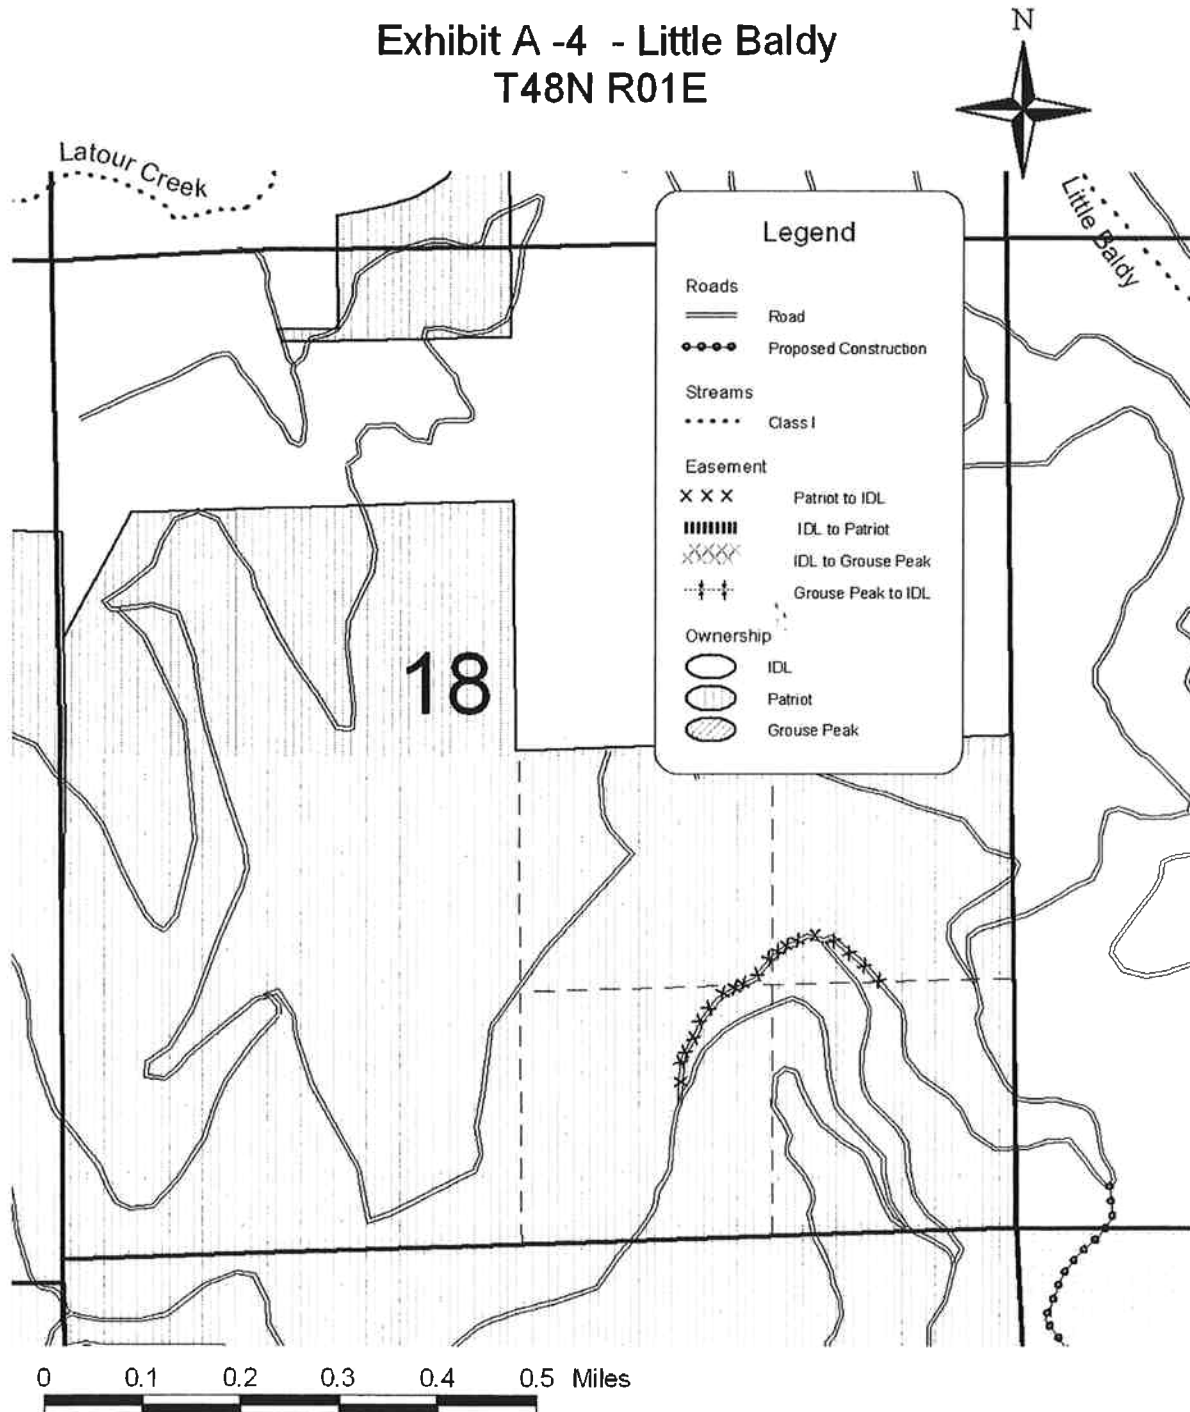 Exhibit A -4 - Little Baldy
T48N R01E
N
Latour Creek
Little Baldy
Legend
Roads
Road
Proposed Construction
Streams
Class I
Easement
Patriot to IDL
IDL to Patriot
IDL to Grouse Peak
Grouse Peak to IDL
Ownership
IDL
Patriot
Grouse Peak
18
0 0.1 0.2 0.3 0.4 0.5 Miles